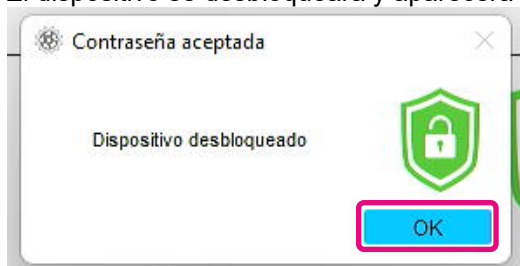 El dispositivo se desbloqueará y aparecerá
Contraseña aceptada
Dispositivo desbloqueado
OK